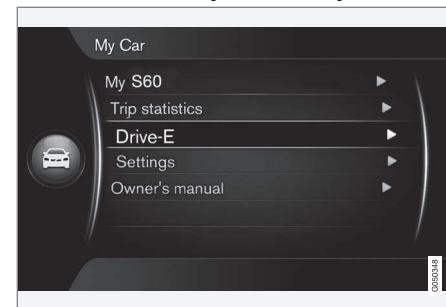 My Car
My S60
Trip statistics
Drive-E
Settings
Owner's manual
G050348